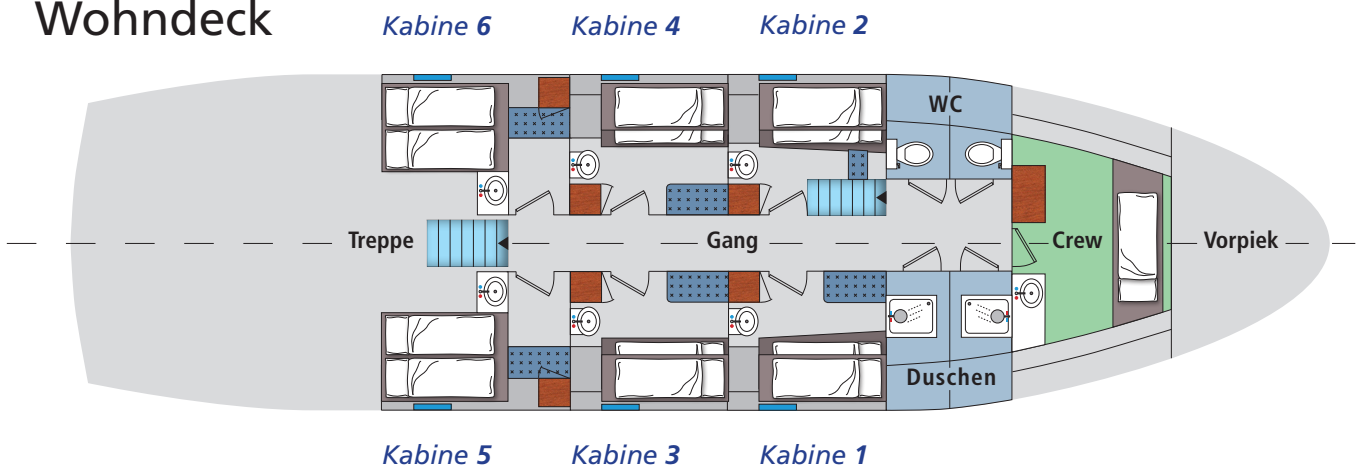 Wohndeck
Kabine 6
Kabine 4
Kabine 2
WC
Treppe
Gang
Crew
Vorpiek
Duschen
Kabine 5
Kabine 3
Kabine 1